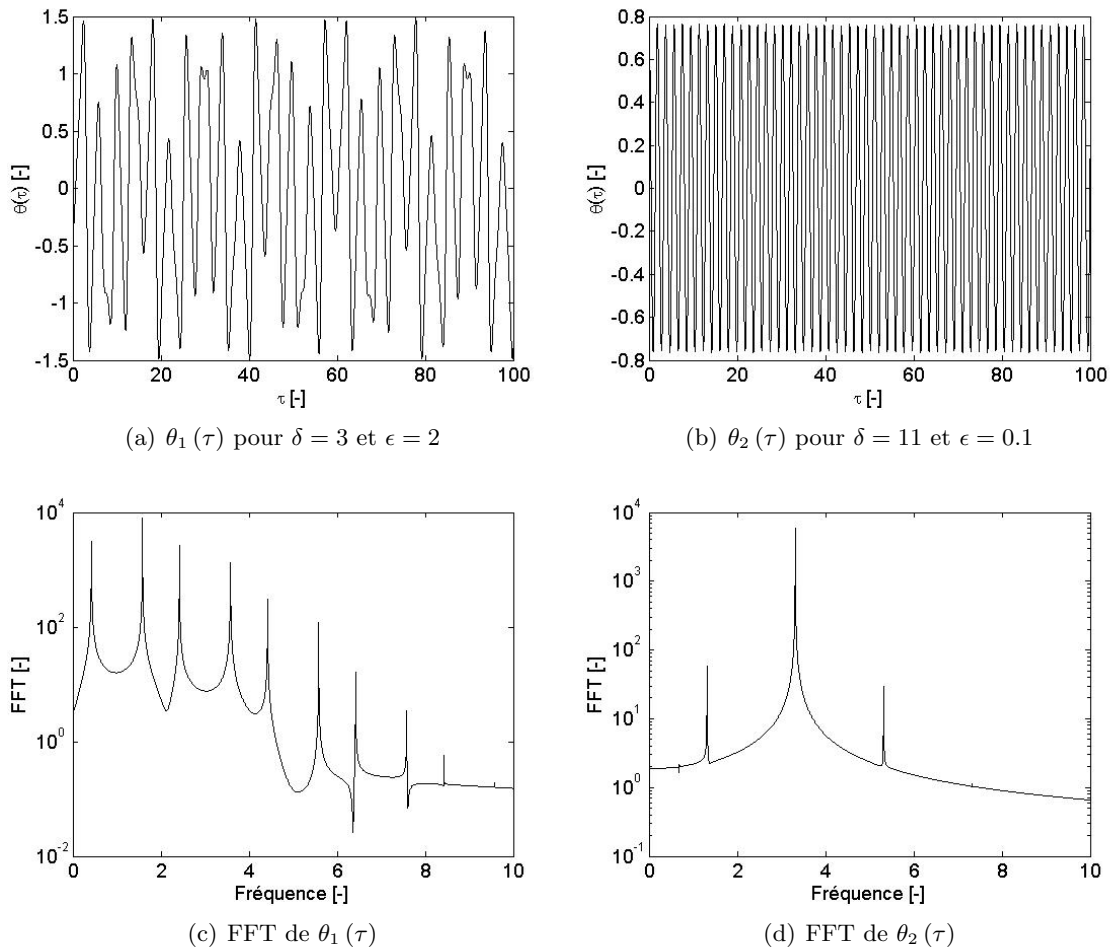 1.5
1
0.5
0
-0.5
-1
-1.5
θ(τ) [-]
0 20 40 60 80 100
τ [-]
(a) θ₁ (τ) pour δ = 3 et ϵ = 2
0.8
0.6
0.4
0.2
0
-0.2
-0.4
-0.6
-0.8
θ(τ) [-]
0 20 40 60 80 100
τ [-]
(b) θ₂ (τ) pour δ = 11 et ϵ = 0.1
10⁴
10²
10⁰
10⁻²
FFT [-]
0 2 4 6 8 10
Fréquence [-]
(c) FFT de θ₁ (τ)
10⁴
10³
10²
10¹
10⁰
10⁻¹
FFT [-]
0 2 4 6 8 10
Fréquence [-]
(d) FFT de θ₂ (τ)